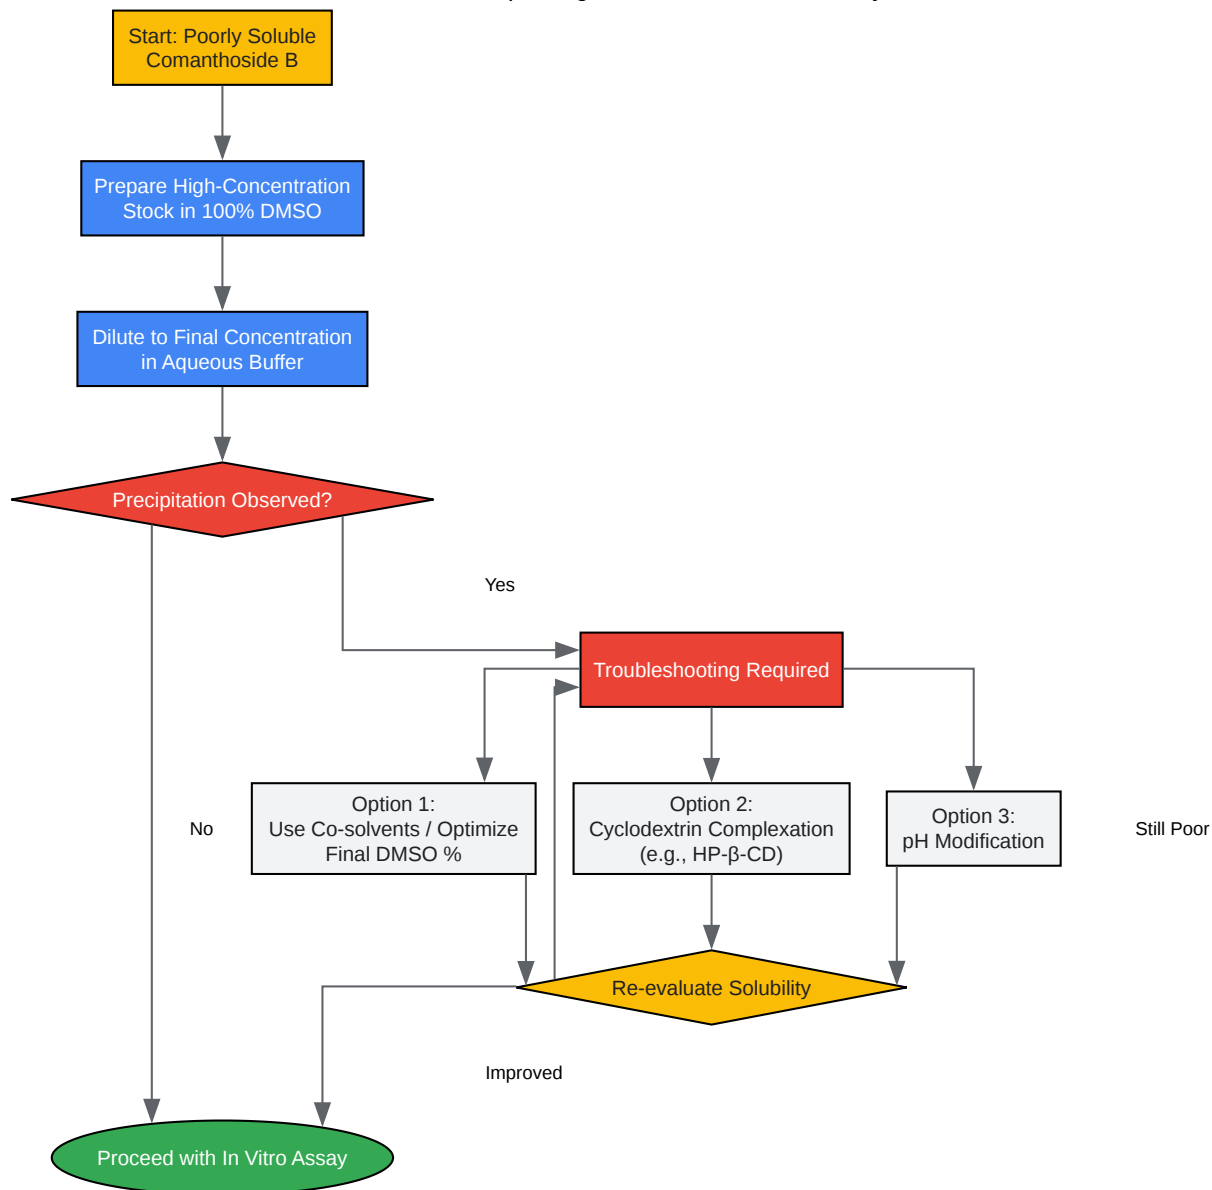 Start: Poorly Soluble
Comanthoside B
Prepare High-Concentration
Stock in 100% DMSO
Dilute to Final Concentration
in Aqueous Buffer
Precipitation Observed?
Yes
Troubleshooting Required
No
Option 1:
Use Co-solvents / Optimize
Final DMSO %
Option 2:
Cyclodextrin Complexation
(e.g., HP-β-CD)
Option 3:
pH Modification
Still Poor
Re-evaluate Solubility
Improved
Proceed with In Vitro Assay